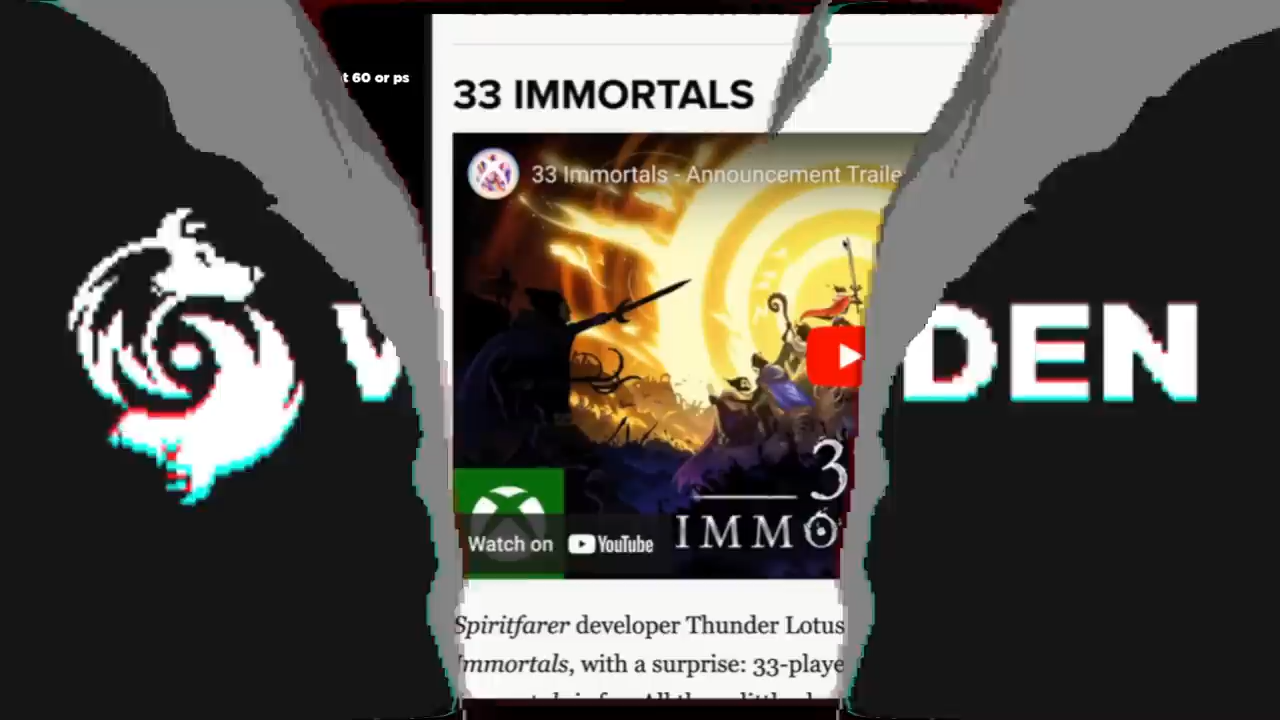 t 60 or ps
33 IMMORTALS
33 Immortals - Announcement Traile
3
IMMO
Watch on YouTube
Spiritfarer developer Thunder Lotus
Immortals, with a surprise: 33-playe
DEN